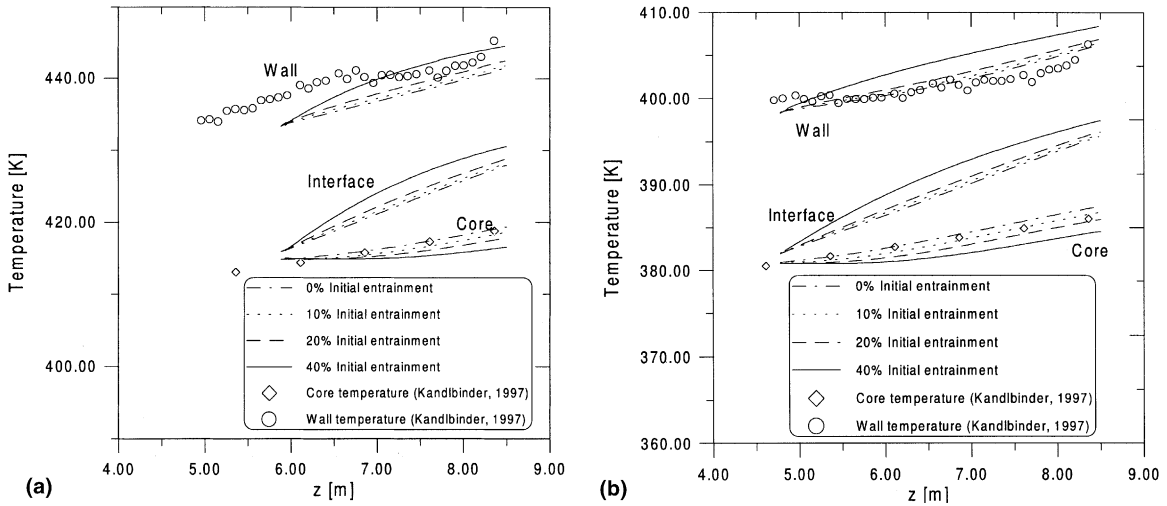 440.00
420.00
400.00
Temperature [K]
Wall
Interface
Core
0% Initial entrainment
10% Initial entrainment
20% Initial entrainment
40% Initial entrainment
Core temperature (Kandlbinder, 1997)
Wall temperature (Kandlbinder, 1997)
4.00 5.00 6.00 7.00 8.00 9.00
z [m]
(a)
410.00
400.00
390.00
380.00
370.00
360.00
Temperature [K]
Wall
Interface
Core
0% Initial entrainment
10% Initial entrainment
20% Initial entrainment
40% Initial entrainment
Core temperature (Kandlbinder, 1997)
Wall temperature (Kandlbinder, 1997)
4.00 5.00 6.00 7.00 8.00 9.00
z [m]
(b)